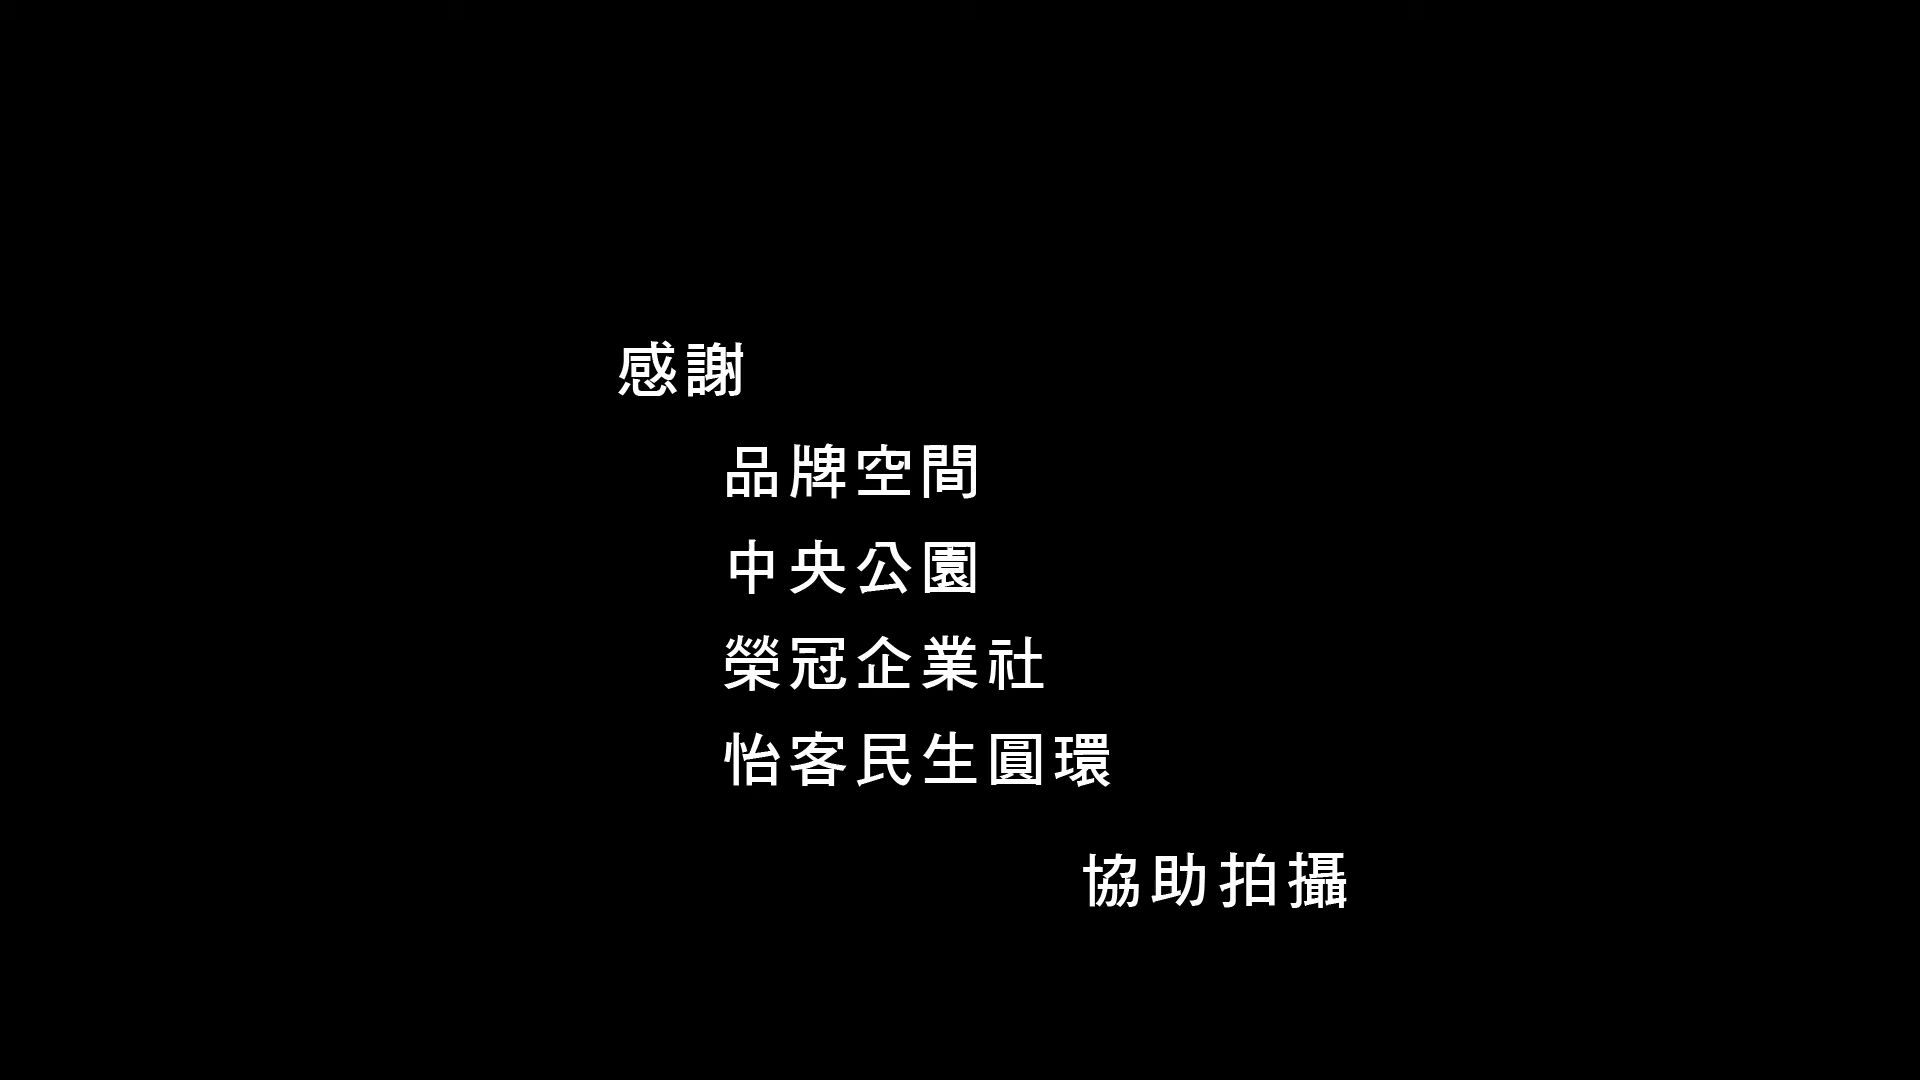 感謝
品牌空間
中央公園
榮冠企業社
怡客民生圓環
協助拍攝